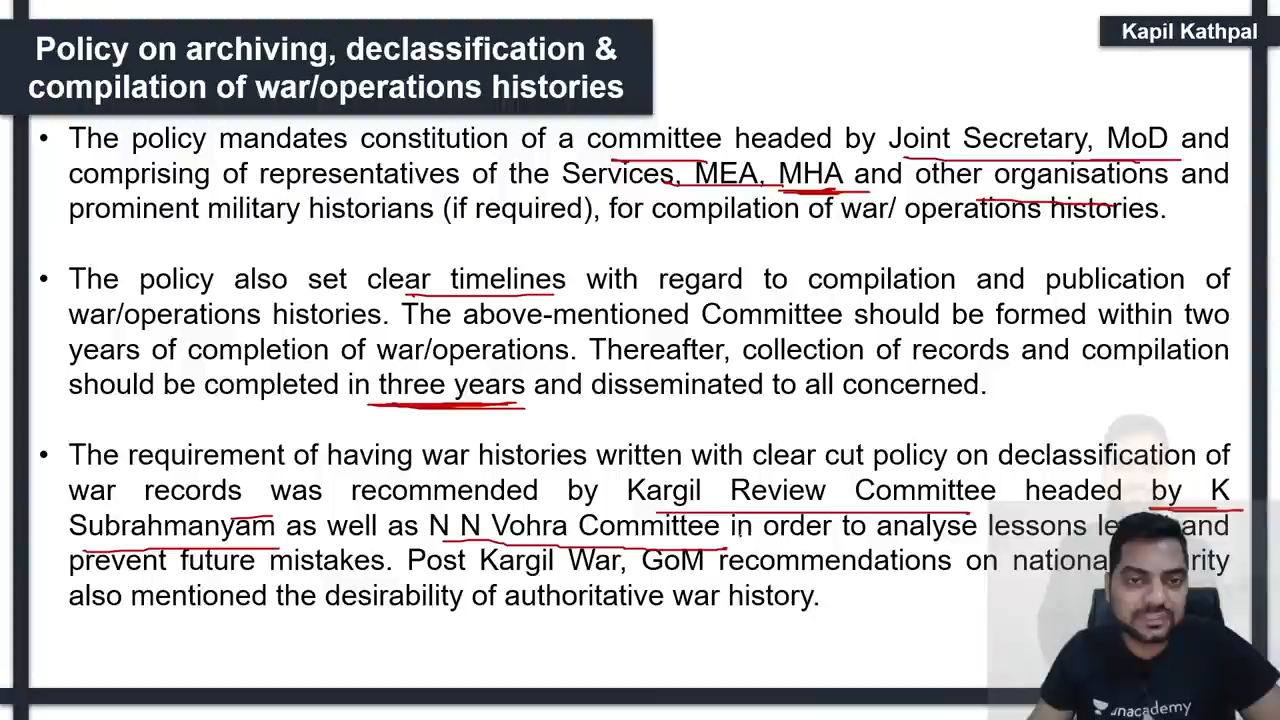 Kapil Kathpal
Policy on archiving, declassification &
compilation of war/operations histories
• The policy mandates constitution of a committee headed by Joint Secretary, MoD and
comprising of representatives of the Services, MEA, MHA and other organisations and
prominent military historians (if required), for compilation of war/ operations histories.
• The policy also set clear timelines with regard to compilation and publication of
war/operations histories. The above-mentioned Committee should be formed within two
years of completion of war/operations. Thereafter, collection of records and compilation
should be completed in three years and disseminated to all concerned.
• The requirement of having war histories written with clear cut policy on declassification of
war records was recommended by Kargil Review Committee headed by K
Subrahmanyam as well as N N Vohra Committee in order to analyse lessons and
prevent future mistakes. Post Kargil War, GoM recommendations on
also mentioned the desirability of authoritative war history.
unacademy